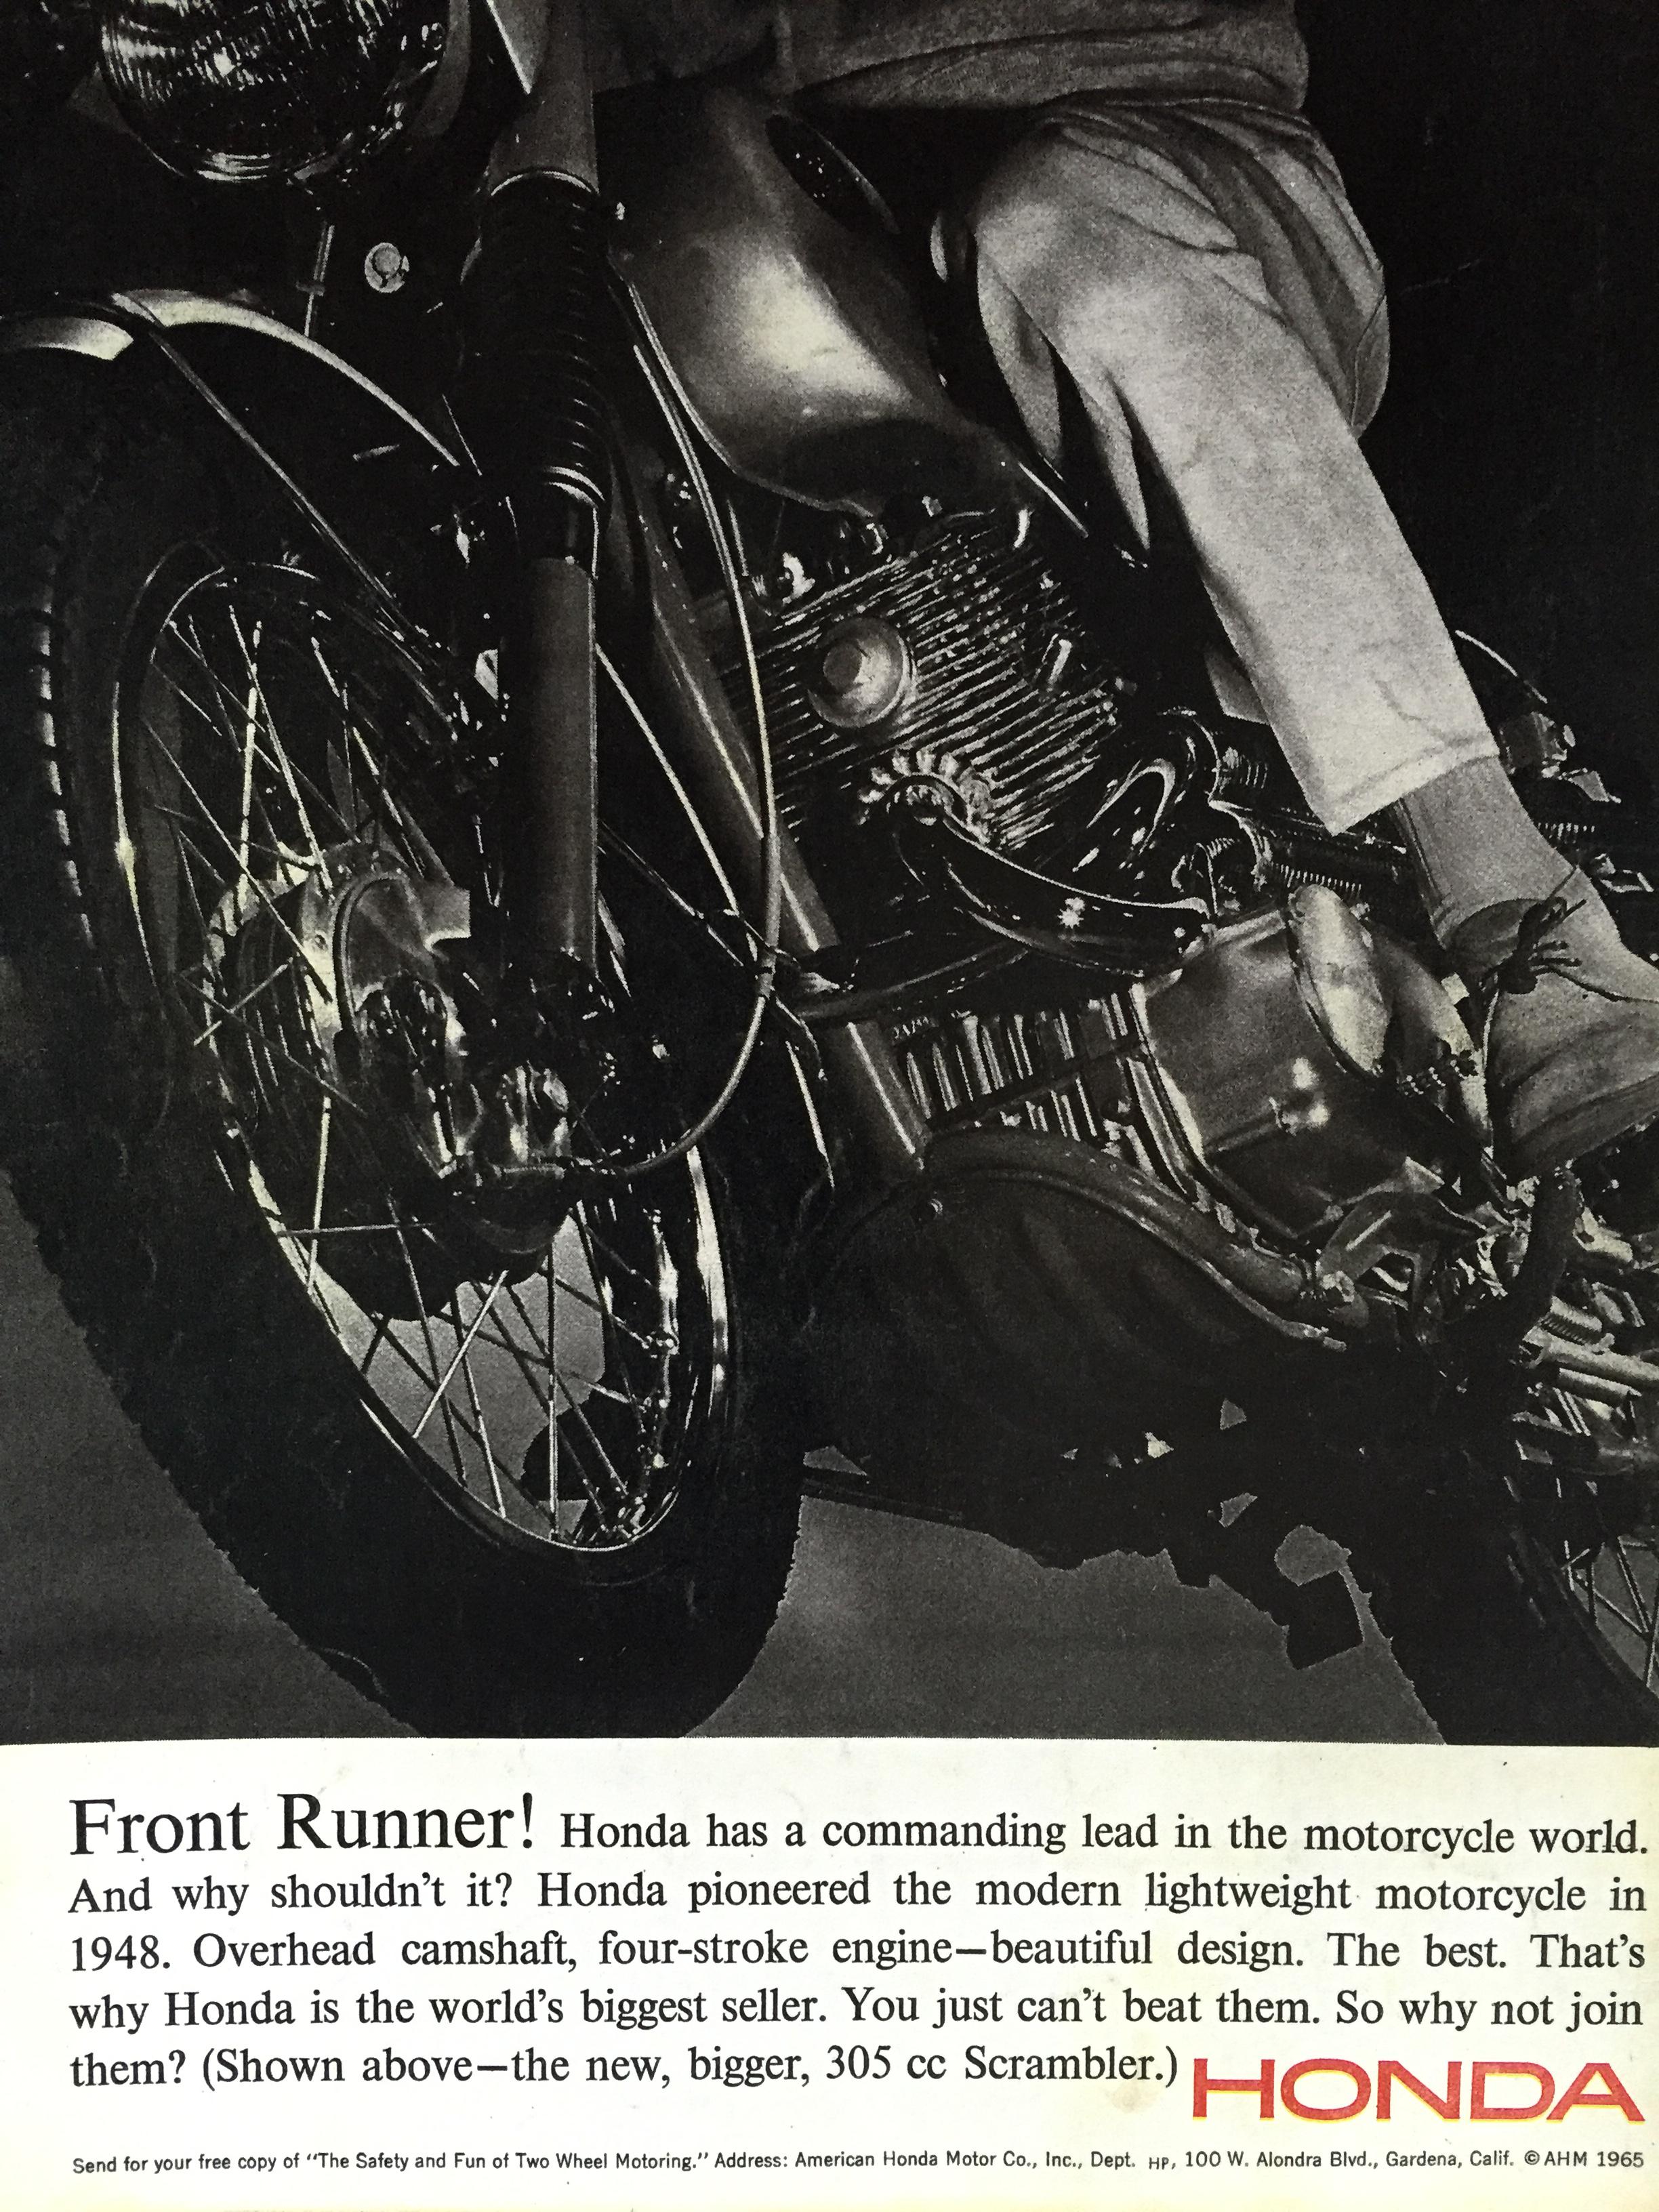 Front Runner! Honda has a commanding lead in the motorcycle world.
And why shouldn't it? Honda pioneered the modern lightweight motorcycle in
1948. Overhead camshaft, four-stroke engine—beautiful design. The best. That's
why Honda is the world's biggest seller. You just can't beat them. So why not join
them? (Shown above—the new, bigger, 305 cc Scrambler.) HONDA
Send for your free copy of "The Safety and Fun of Two Wheel Motoring." Address: American Honda Motor Co., Inc., Dept. HP, 100 W. Alondra Blvd., Gardena, Calif. © AHM 1965